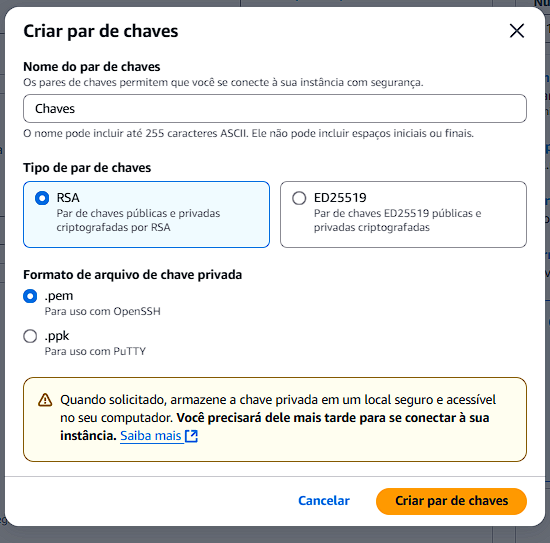 Criar par de chaves
Nome do par de chaves
Os pares de chaves permitem que você se conecte à sua instância com segurança.
Chaves
O nome pode incluir até 255 caracteres ASCII. Ele não pode incluir espaços iniciais ou finais.
Tipo de par de chaves
RSA
Par de chaves públicas e privadas
criptografadas por RSA
ED25519
Par de chaves ED25519 públicas e
privadas criptografadas
Formato de arquivo de chave privada
.pem
Para uso com OpenSSH
.ppk
Para uso com PuTTY
Quando solicitado, armazene a chave privada em um local seguro e acessível
no seu computador. Você precisará dele mais tarde para se conectar à sua
instância. Saiba mais
Cancelar
Criar par de chaves